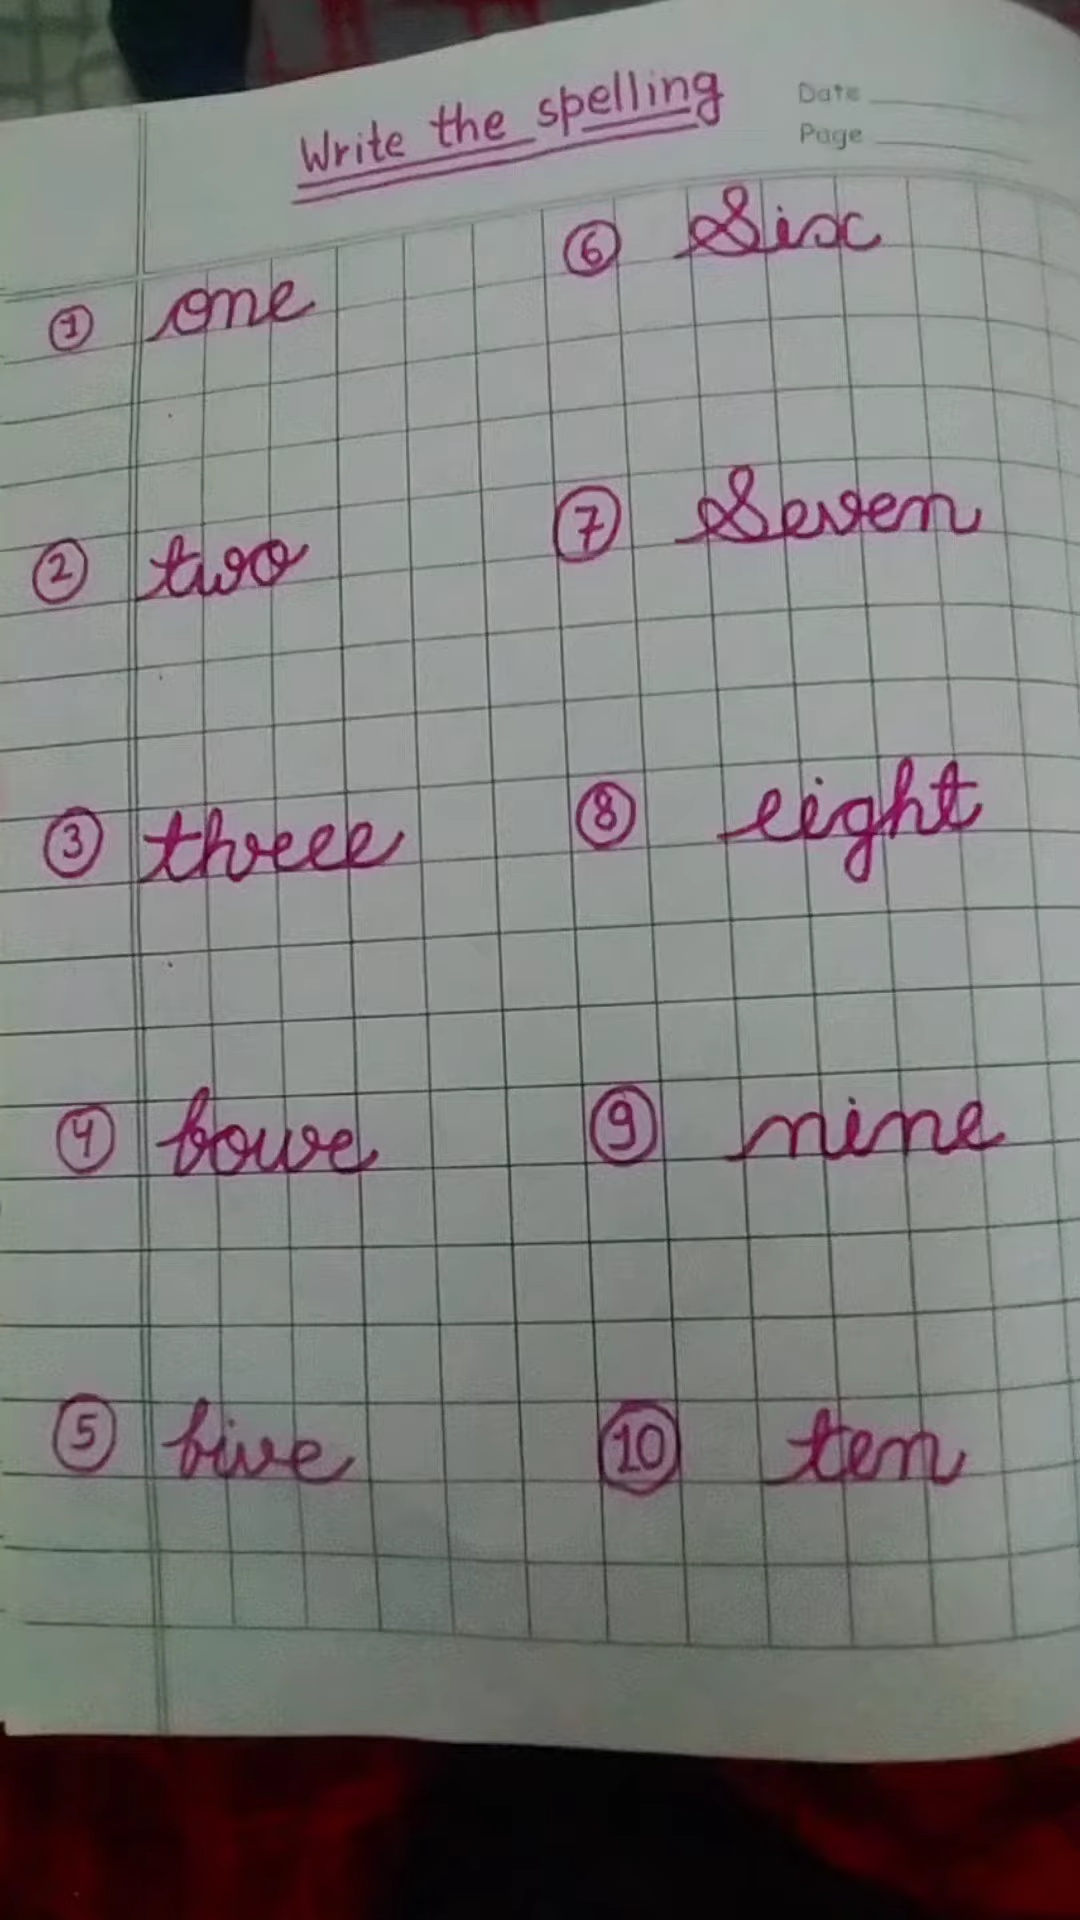 Write the spelling
Date
Page
① one
② two
③ three
④ foure
⑤ five
⑥ Six
⑦ Seven
⑧ eight
⑨ nine
⑩ ten